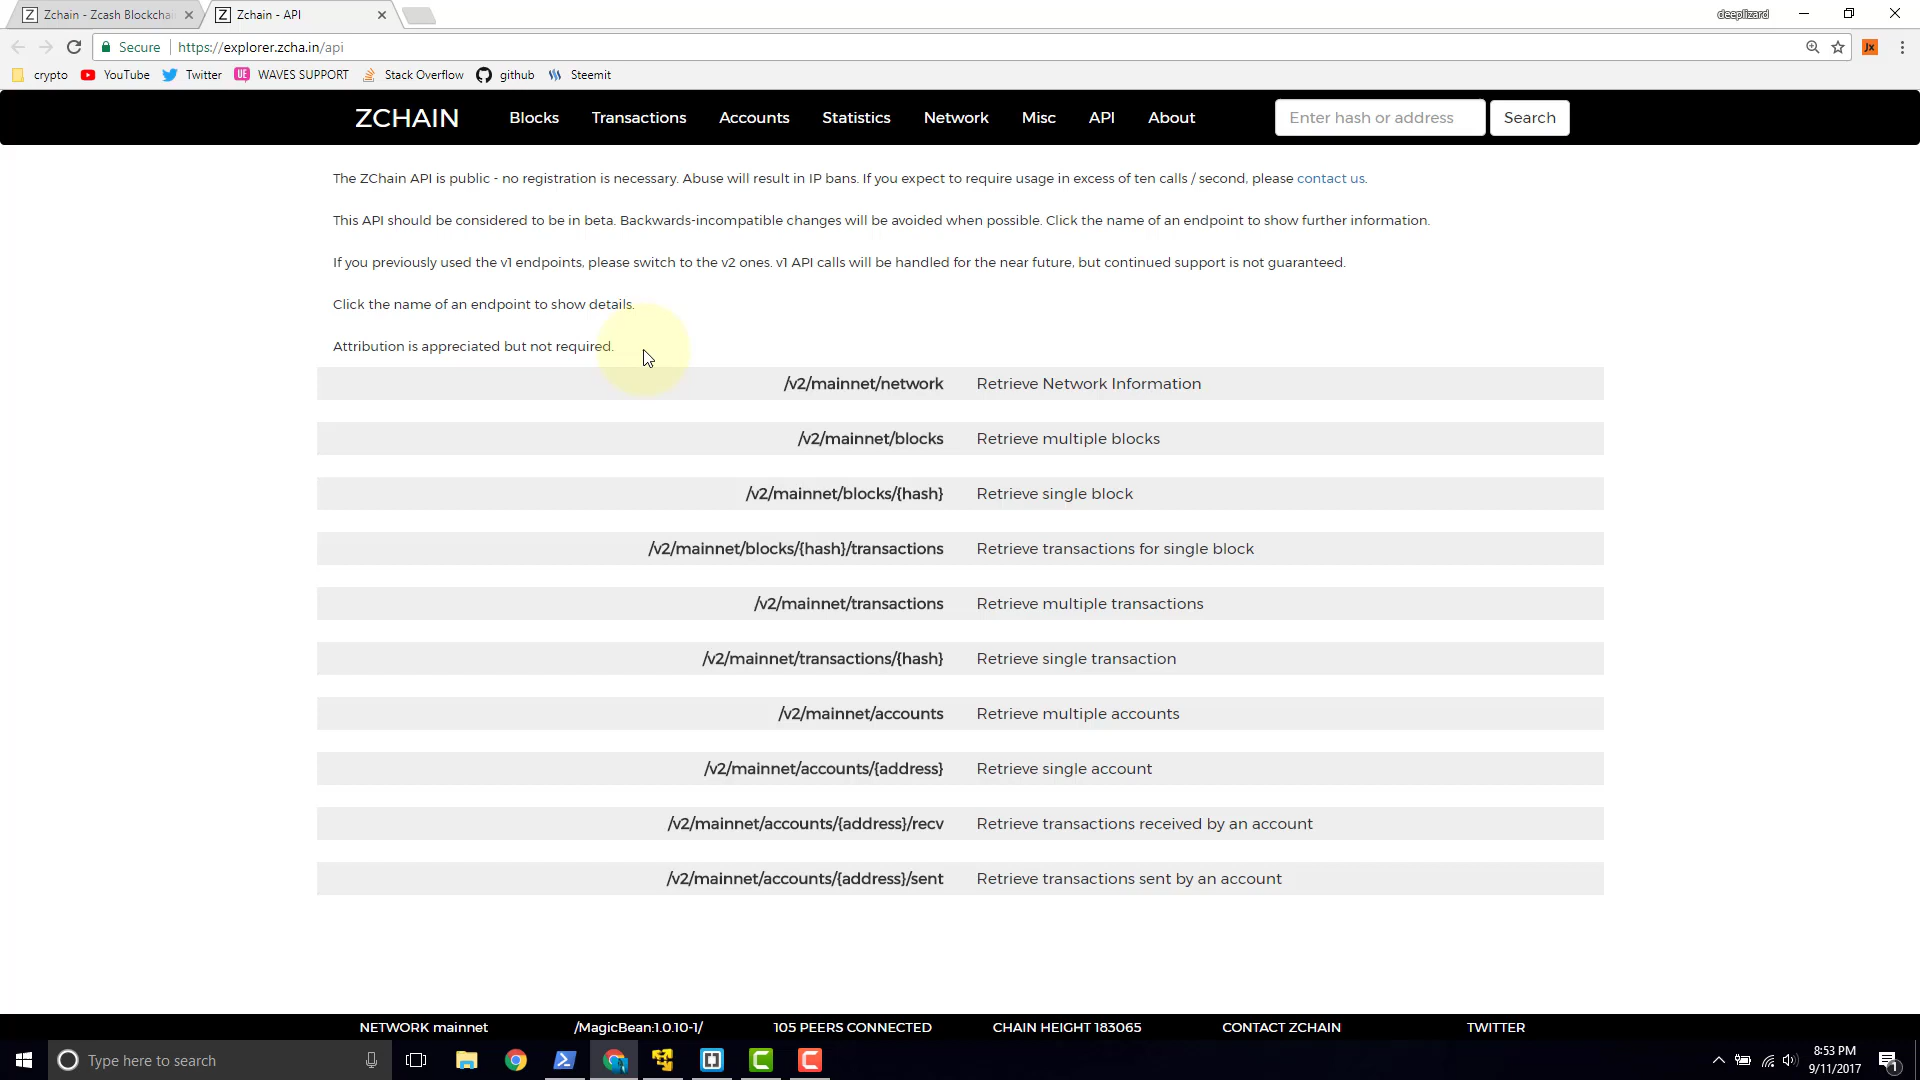 Zchain - Zcash Blockcha
Zchain - API
deeplizard
Secure https://explorer.zcha.in/api
Jx
crypto YouTube Twitter UE WAVES SUPPORT Stack Overflow github Steemit
ZCHAIN Blocks Transactions Accounts Statistics Network Misc API About Enter hash or address Search
The ZChain API is public - no registration is necessary. Abuse will result in IP bans. If you expect to require usage in excess of ten calls / second, please contact us.
This API should be considered to be in beta. Backwards-incompatible changes will be avoided when possible. Click the name of an endpoint to show further information.
If you previously used the v1 endpoints, please switch to the v2 ones. v1 API calls will be handled for the near future, but continued support is not guaranteed.
Click the name of an endpoint to show details.
Attribution is appreciated but not required.
/v2/mainnet/network Retrieve Network Information
/v2/mainnet/blocks Retrieve multiple blocks
/v2/mainnet/blocks/{hash} Retrieve single block
/v2/mainnet/blocks/{hash}/transactions Retrieve transactions for single block
/v2/mainnet/transactions Retrieve multiple transactions
/v2/mainnet/transactions/{hash} Retrieve single transaction
/v2/mainnet/accounts Retrieve multiple accounts
/v2/mainnet/accounts/{address} Retrieve single account
/v2/mainnet/accounts/{address}/recv Retrieve transactions received by an account
/v2/mainnet/accounts/{address}/sent Retrieve transactions sent by an account
NETWORK mainnet /MagicBean:1.0.10-1/ 105 PEERS CONNECTED CHAIN HEIGHT 183065 CONTACT ZCHAIN TWITTER
Type here to search
8:53 PM
9/11/2017
1